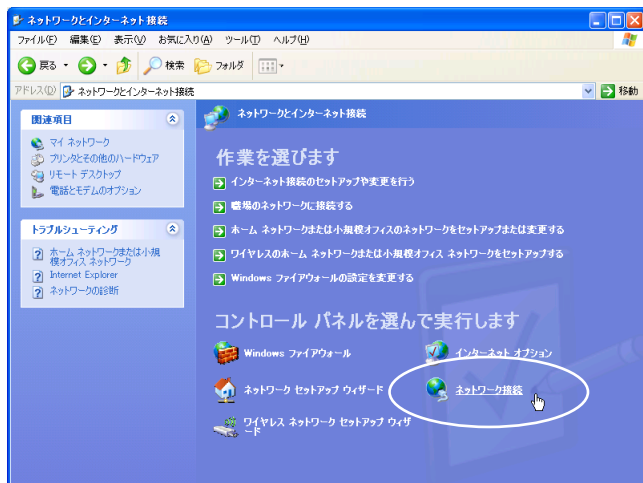 ネットワークとインターネット接続
ファイル(F) 編集(E) 表示(V) お気に入り(A) ツール(T) ヘルプ(H)
戻る 検索 フォルダ
アドレス(D) ネットワークとインターネット接続 移動
関連項目
マイ ネットワーク
プリンタとその他のハードウェア
リモート デスクトップ
電話とモデムのオプション
トラブルシューティング
ホーム ネットワークまたは小規
模オフィス ネットワーク
Internet Explorer
ネットワークの診断
ネットワークとインターネット接続
作業を選びます
インターネット接続のセットアップや変更を行う
職場のネットワークに接続する
ホーム ネットワークまたは小規模オフィスのネットワークをセットアップまたは変更する
ワイヤレスのホーム ネットワークまたは小規模オフィス ネットワークをセットアップする
Windows ファイアウォールの設定を変更する
コントロール パネルを選んで実行します
Windows ファイアウォール
インターネット オプション
ネットワーク セットアップ ウィザード
ネットワーク接続
ワイヤレス ネットワーク セットアップ ウィザ
ード